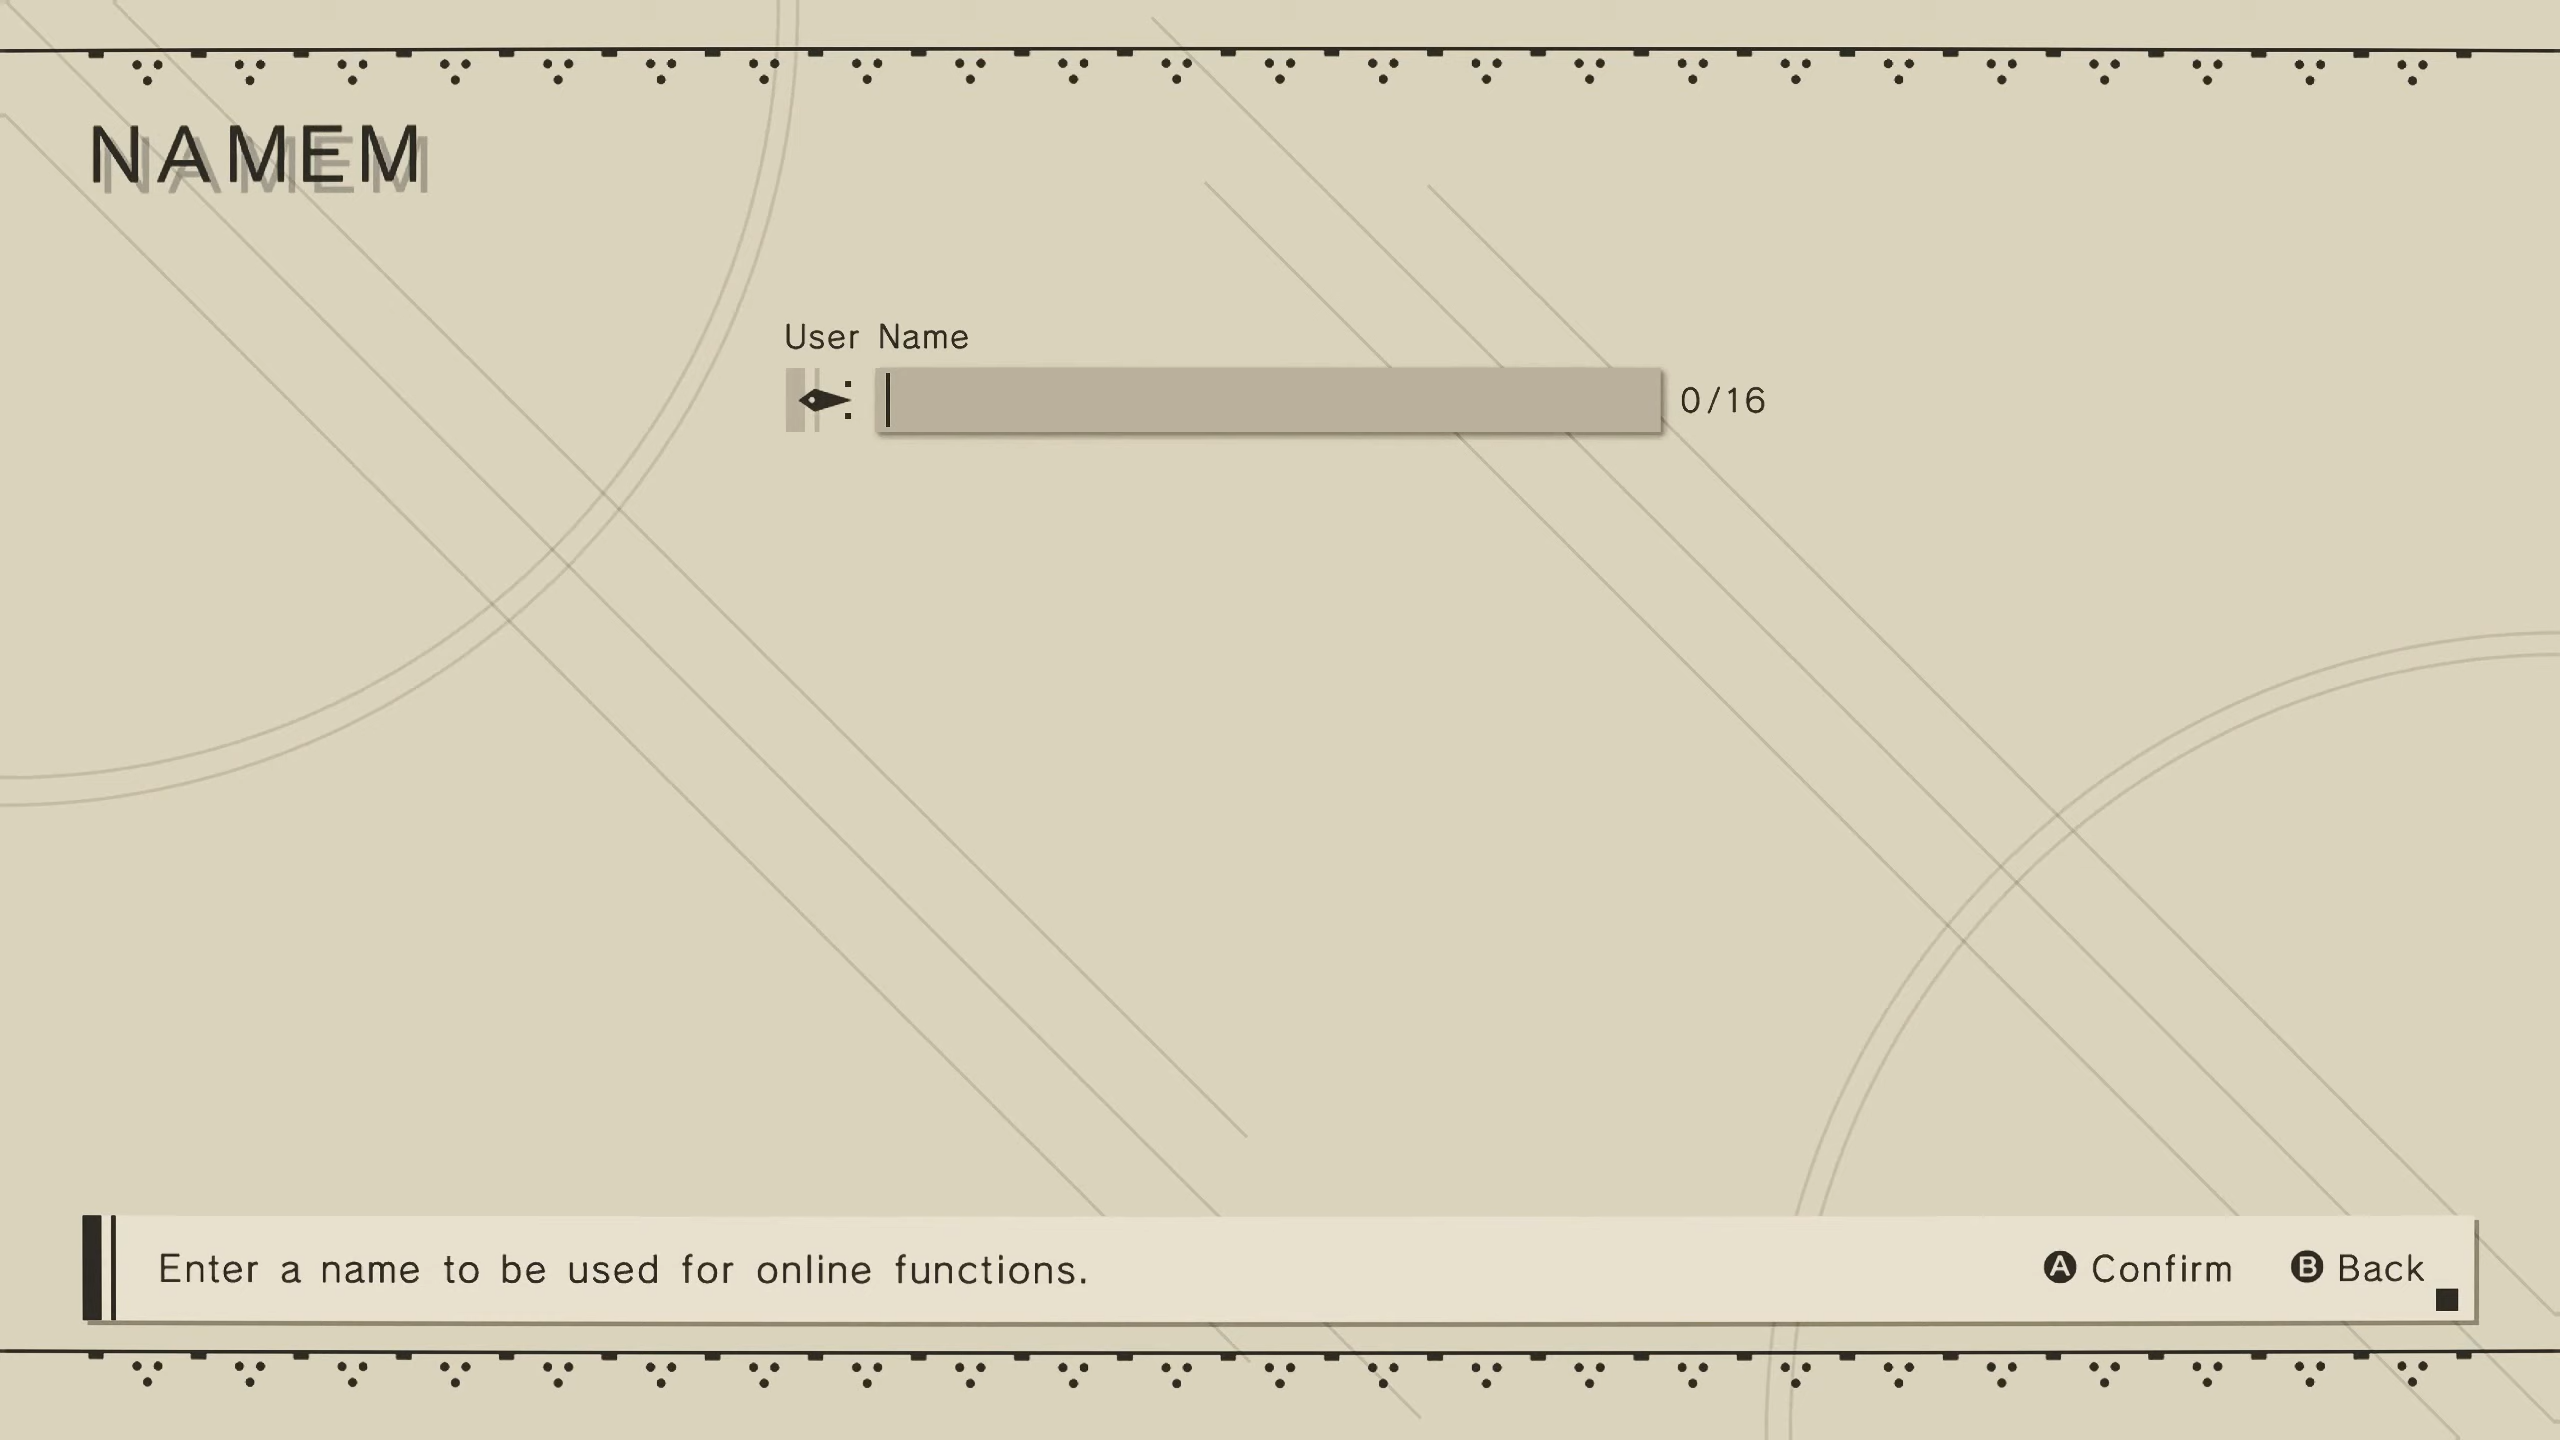 NAMEM
User Name
0/16
Enter a name to be used for online functions.
A Confirm B Back